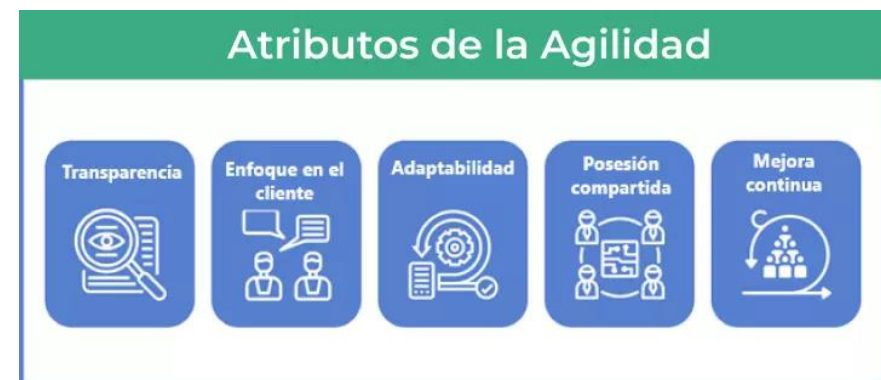 Atributos de la Agilidad
Transparencia
Enfoque en el
cliente
Adaptabilidad
Posesión
compartida
Mejora
continua